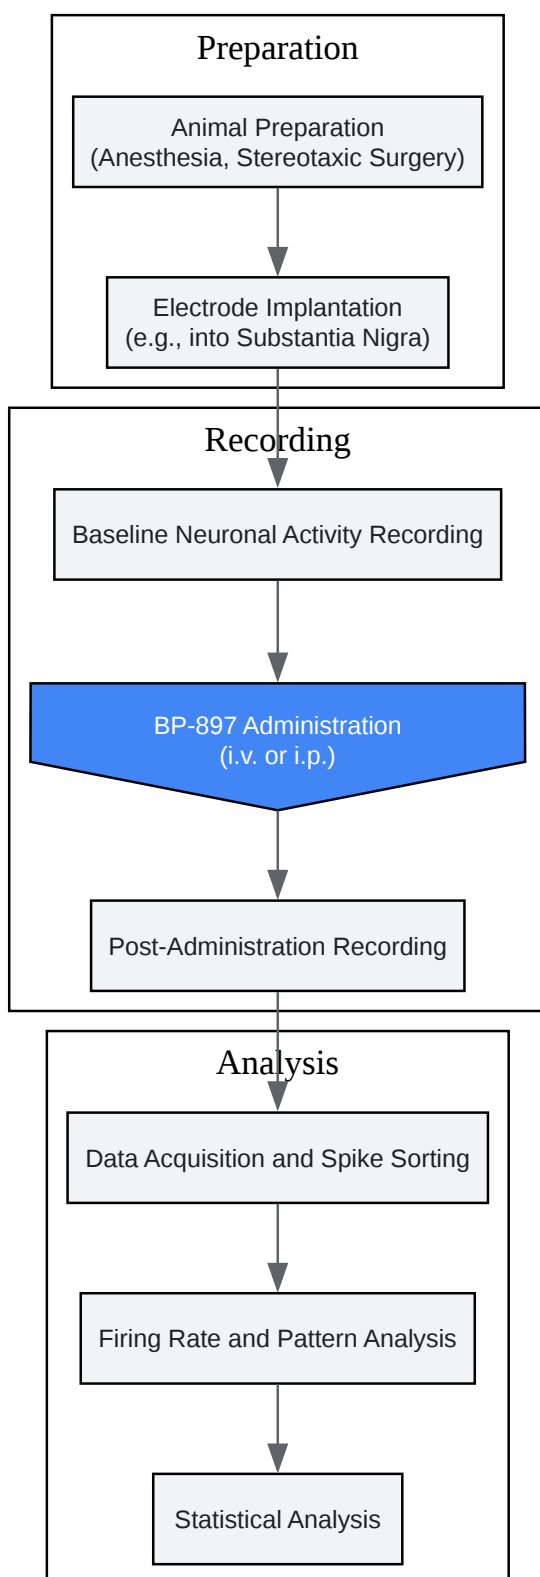 Preparation
Animal Preparation
(Anesthesia, Stereotaxic Surgery)
Electrode Implantation
(e.g., into Substantia Nigra)
Recording
Baseline Neuronal Activity Recording
BP-897 Administration
(i.v. or i.p.)
Post-Administration Recording
Analysis
Data Acquisition and Spike Sorting
Firing Rate and Pattern Analysis
Statistical Analysis